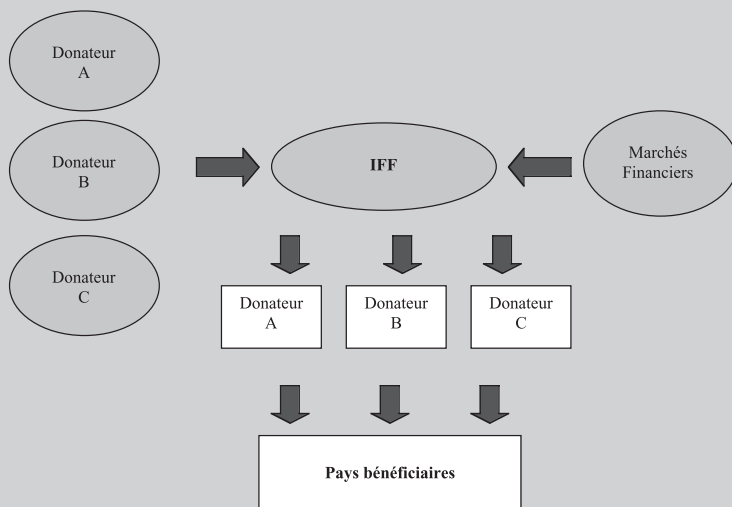 Donateur
A
Donateur
B
Donateur
C
IFF
Marchés
Financiers
Donateur
A
Donateur
B
Donateur
C
Pays bénéficiaires